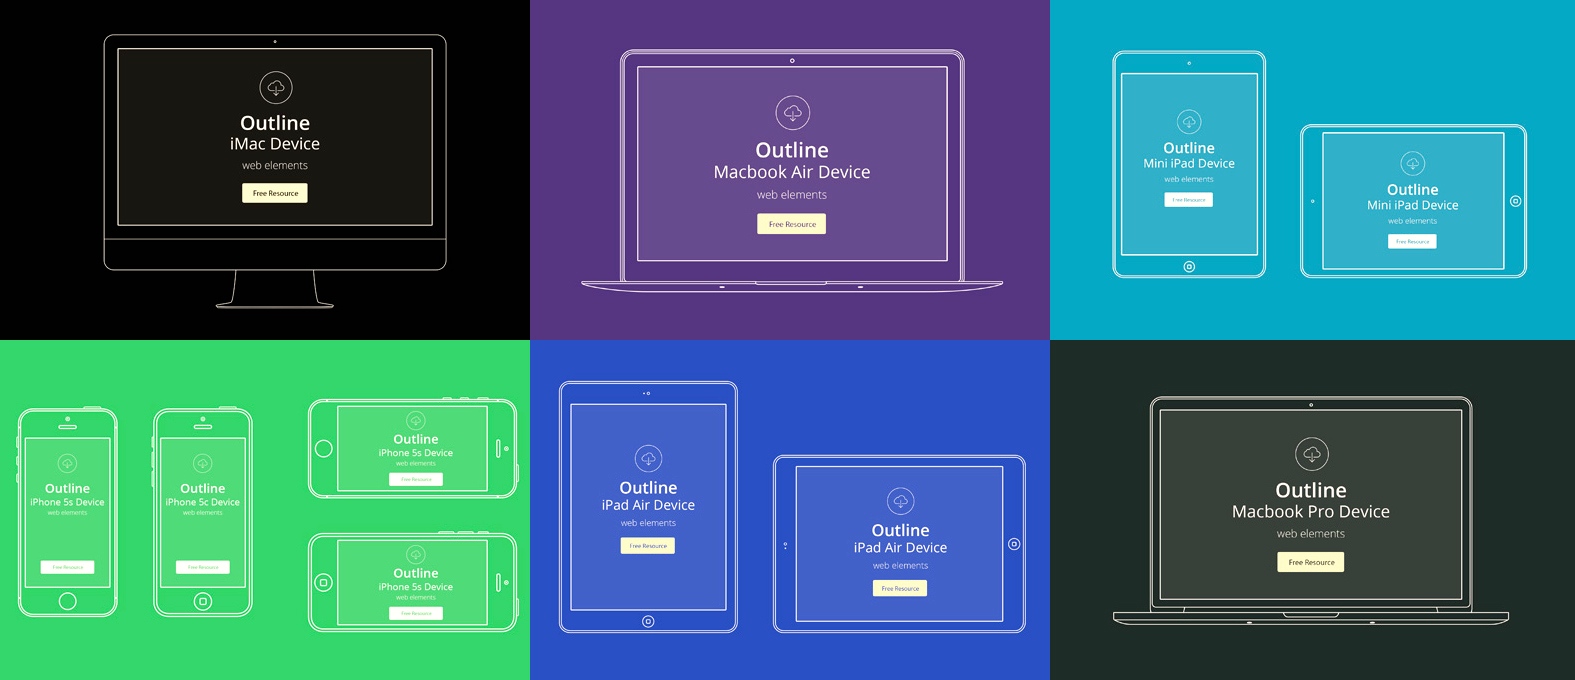 Outline
iMac Device
web elements
Free Resource
Outline
Macbook Air Device
web elements
Free Resource
Outline
Mini iPad Device
web elements
Free Resource
Outline
Mini iPad Device
web elements
Free Resource
Outline
iPhone 5s Device
web elements
Free Resource
Outline
iPhone 5c Device
web elements
Free Resource
Outline
iPhone 5s Device
web elements
Free Resource
Outline
iPhone 5s Device
web elements
Free Resource
Outline
iPad Air Device
web elements
Free Resource
Outline
iPad Air Device
web elements
Free Resource
Outline
Macbook Pro Device
web elements
Free Resource